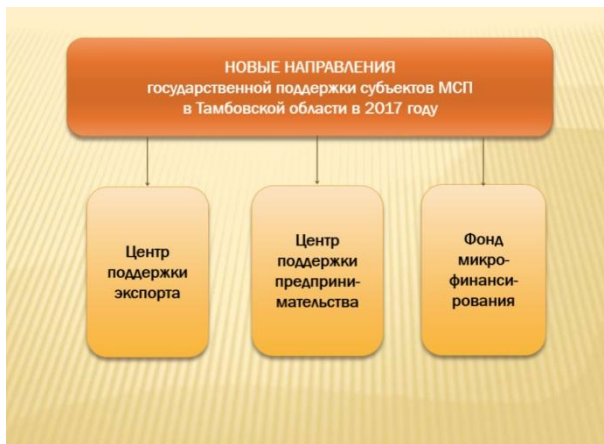 НОВЫЕ НАПРАВЛЕНИЯ
государственной поддержки субъектов МСП
в Тамбовской области в 2017 году
Центр
поддержки
экспорта
Центр
поддержки
предприни-
мательства
Фонд
микро-
финанси-
рования